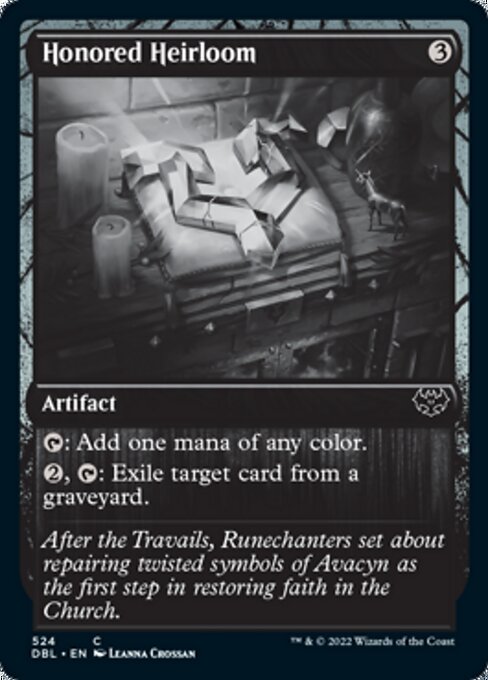 Honored Heirloom 3
Artifact
: Add one mana of any color.
2, : Exile target card from a
graveyard.
After the Travails, Runechanters set about
repairing twisted symbols of Avacyn as
the first step in restoring faith in the
Church.
524 C
DBL • EN Leanna Crossan
™ & © 2022 Wizards of the Coast